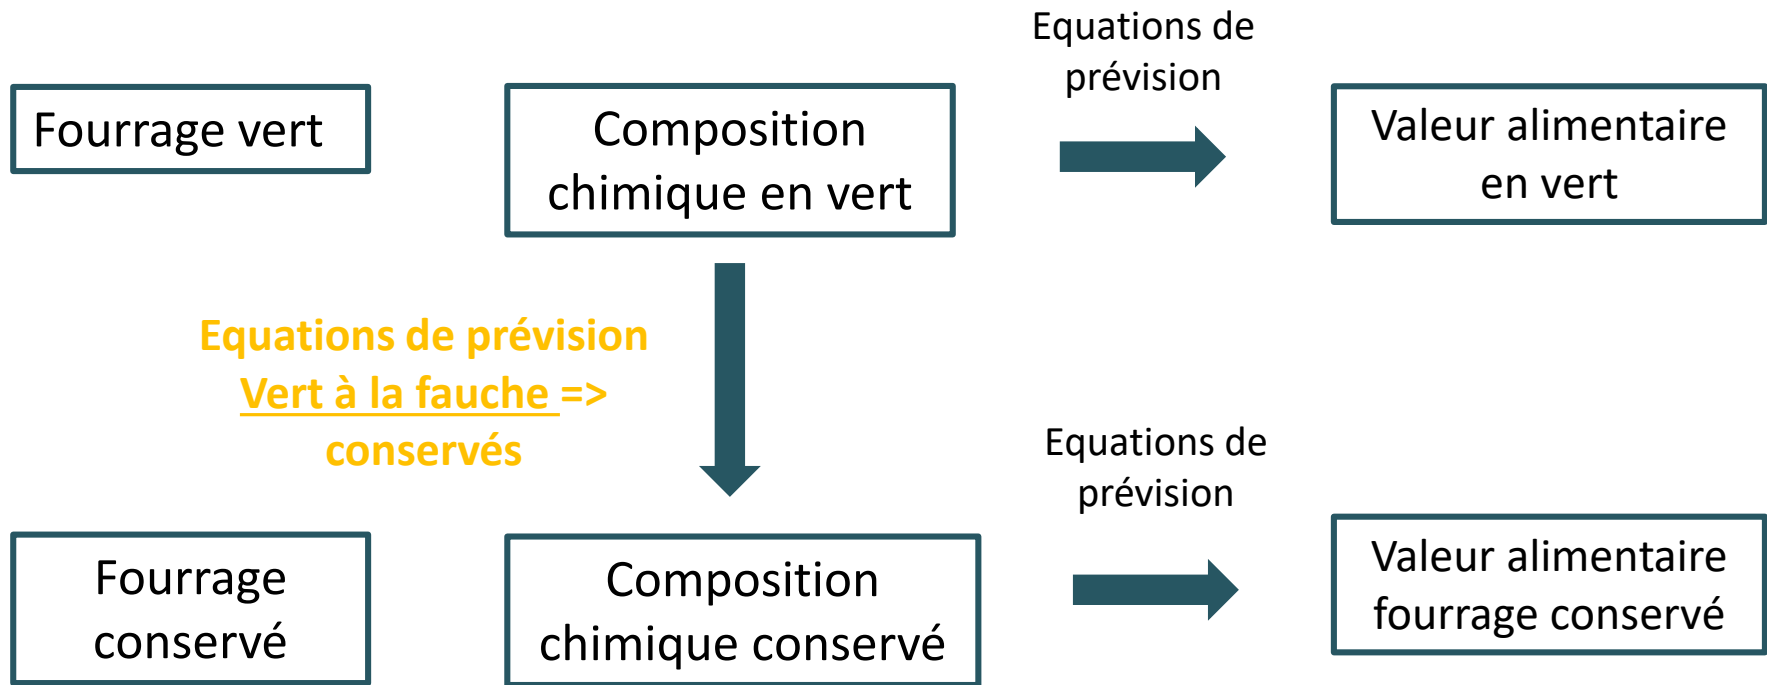 Equations de
prévision
Fourrage vert
Composition
chimique en vert
Valeur alimentaire
en vert
Equations de prévision
Vert à la fauche =>
conservés
Equations de
prévision
Fourrage
conservé
Composition
chimique conservé
Valeur alimentaire
fourrage conservé